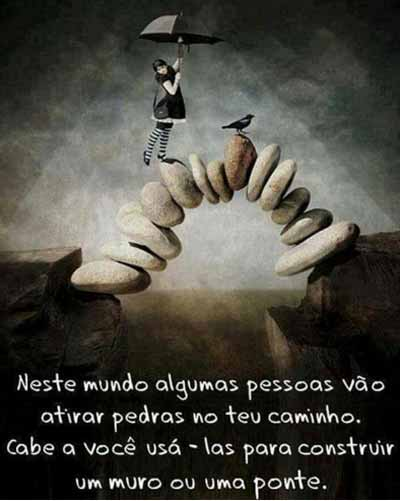 Neste mundo algumas pessoas vão
atirar pedras no teu caminho.
Cabe a você usá - las para construir
um muro ou uma ponte.